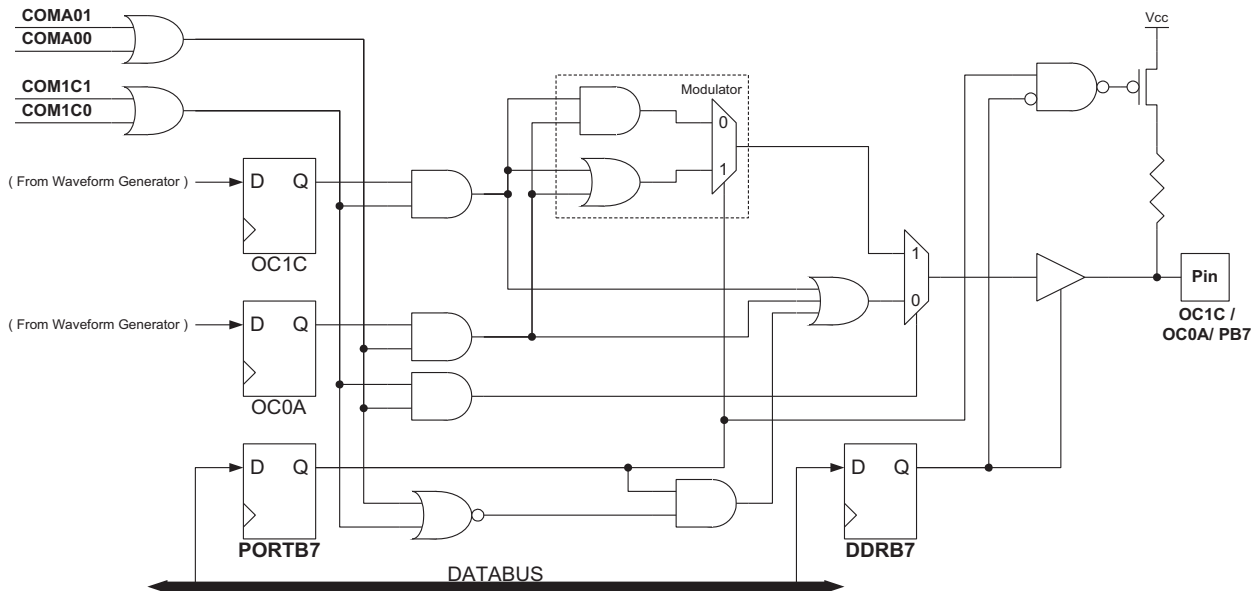 COMA01
COMA00
Vcc
COM1C1
COM1C0
Modulator
0
1
( From Waveform Generator )
D Q
OC1C
1
0
Pin
OC1C /
OC0A/ PB7
( From Waveform Generator )
D Q
OC0A
D Q
PORTB7
D Q
DDRB7
DATABUS